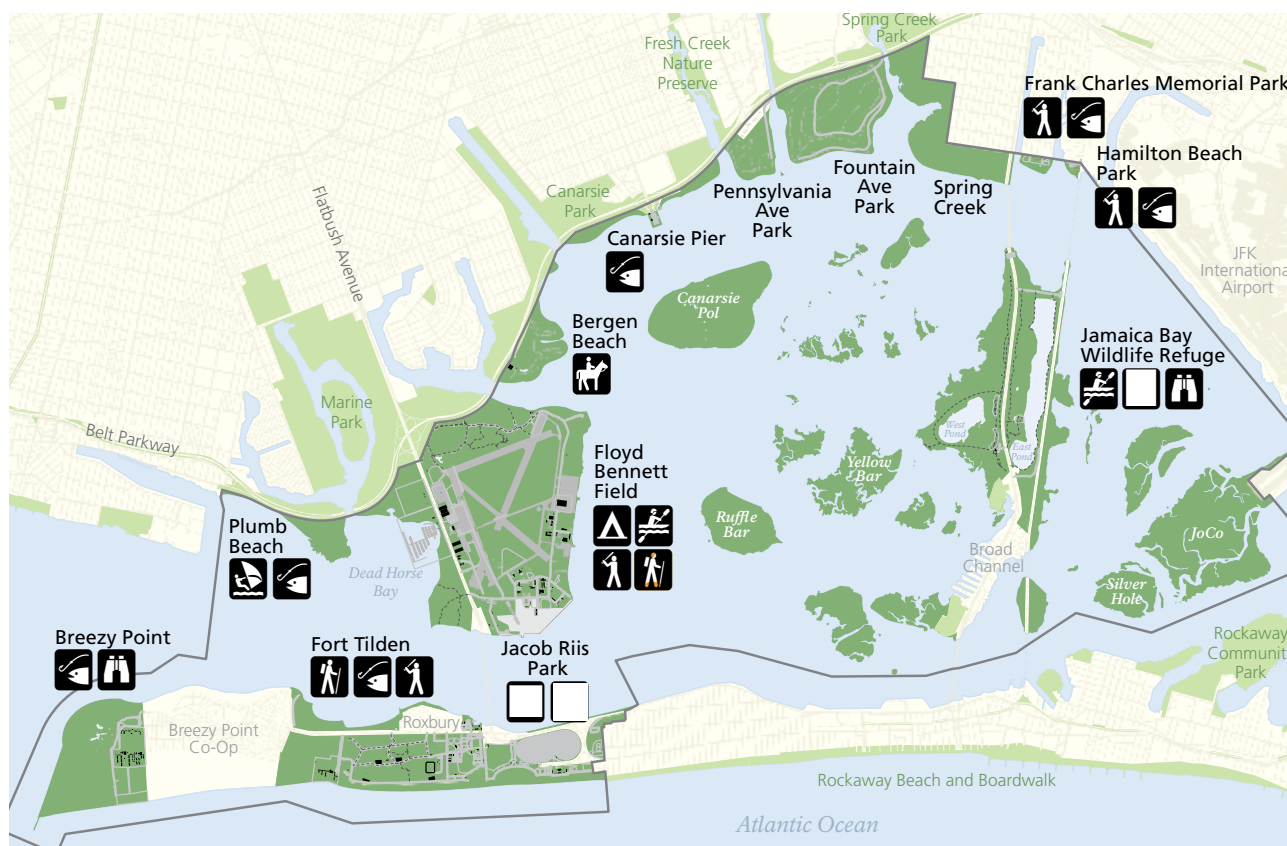 Spring Creek
Park
Fresh Creek
Nature
Preserve
Frank Charles Memorial Park
Hamilton Beach
Park
Fountain
Ave
Park
Pennsylvania
Ave
Park
Spring
Creek
Canarsie
Park
Flatbush Avenue
Canarsie Pier
JFK
Internationa
Airport
Canarsie
Pol
Bergen
Beach
Jamaica Bay
Wildlife Refuge
Marine
Park
Belt Parkway
West
Pond
East
Pond
Floyd
Bennett
Field
Yellow
Bar
Ruffle
Bar
Plumb
Beach
Dead Horse
Bay
JoCo
Broad
Channel
Silver
Hole
Breezy Point
Fort Tilden
Jacob Riis
Park
Rockaway
Community
Park
Roxbury
Breezy Point
Co-Op
Rockaway Beach and Boardwalk
Atlantic Ocean